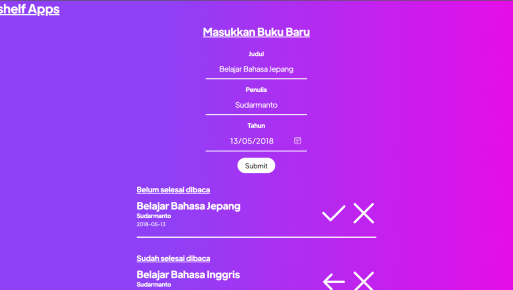 shelf Apps
Masukkan Buku Baru
Judul
Belajar Bahasa Jepang
Penulis
Sudarmanto
Tahun
13/05/2018
Submit
Belum selesai dibaca
Belajar Bahasa Jepang
Sudarmanto
2018-05-13
Sudah selesai dibaca
Belajar Bahasa Inggris
Sudarmanto